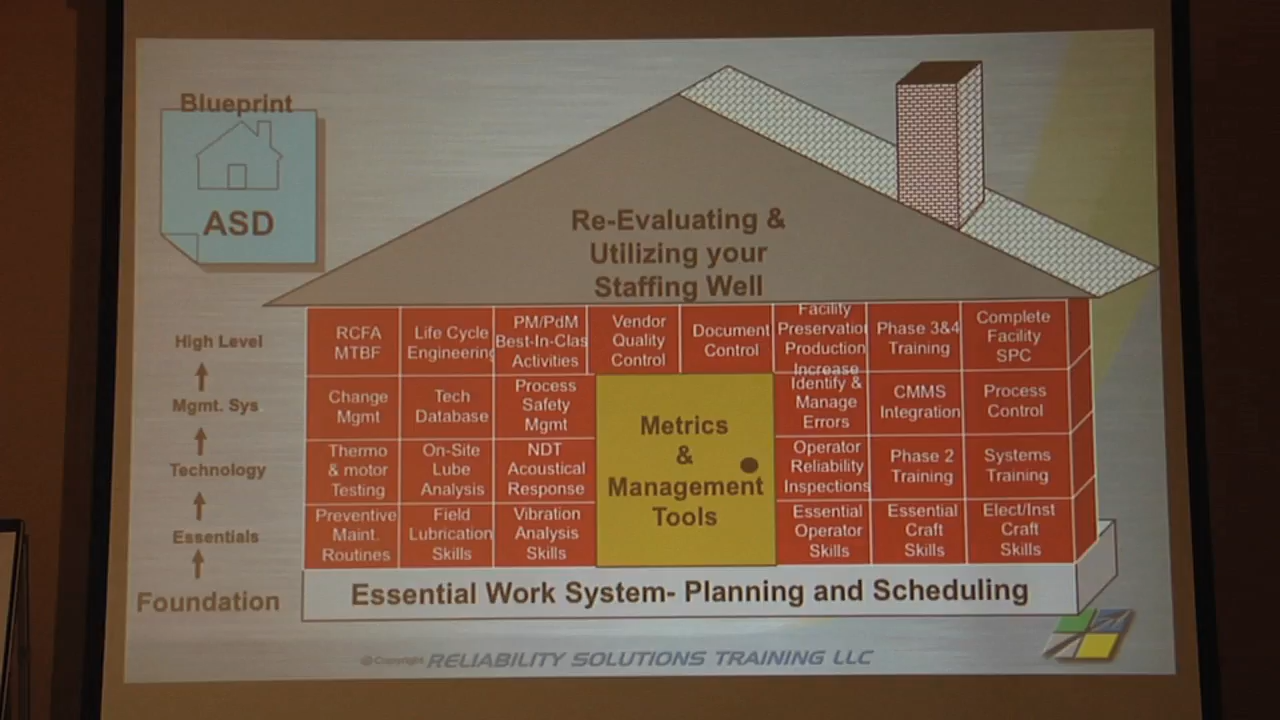 Blueprint
ASD
Re-Evaluating &
Utilizing your
Staffing Well
High Level
Mgmt. Sys.
Technology
Essentials
Foundation
RCFA
MTBF
Life Cycle
Engineering
PM/PdM
Best-In-Clas
Activities
Vendor
Quality
Control
Document
Control
Facility
Preservation
Production
Increase
Phase 3&4
Training
Complete
Facility
SPC
Change
Mgmt
Tech
Database
Process
Safety
Mgmt
Identify &
Manage
Errors
CMMS
Integration
Process
Control
Thermo
& motor
Testing
On-Site
Lube
Analysis
NDT
Acoustical
Response
Metrics
&
Management
Tools
Operator
Reliability
Inspections
Phase 2
Training
Systems
Training
Preventive
Maint.
Routines
Field
Lubrication
Skills
Vibration
Analysis
Skills
Essential
Operator
Skills
Essential
Craft
Skills
Elect/Inst
Craft
Skills
Essential Work System- Planning and Scheduling
@Copyright RELIABILITY SOLUTIONS TRAINING LLC